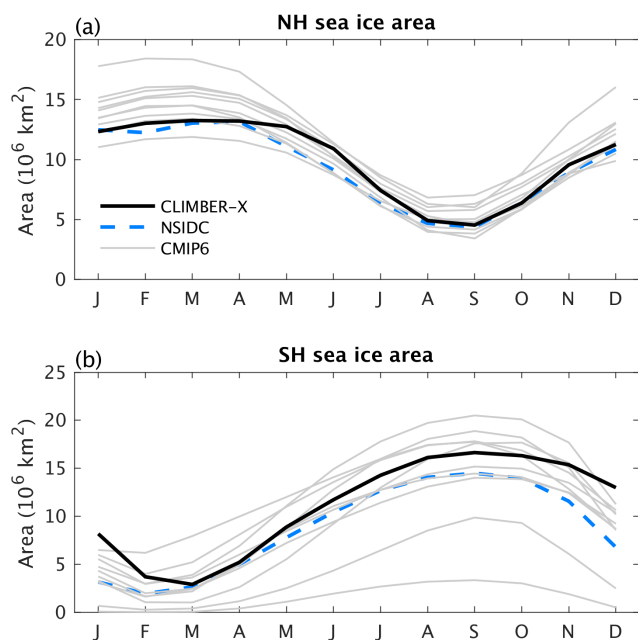 (a)
NH sea ice area
20
15
10
5
0
Area (10⁶ km²)
CLIMBER-X
NSIDC
CMIP6
J F M A M J J A S O N D
(b)
SH sea ice area
25
20
15
10
5
0
Area (10⁶ km²)
J F M A M J J A S O N D